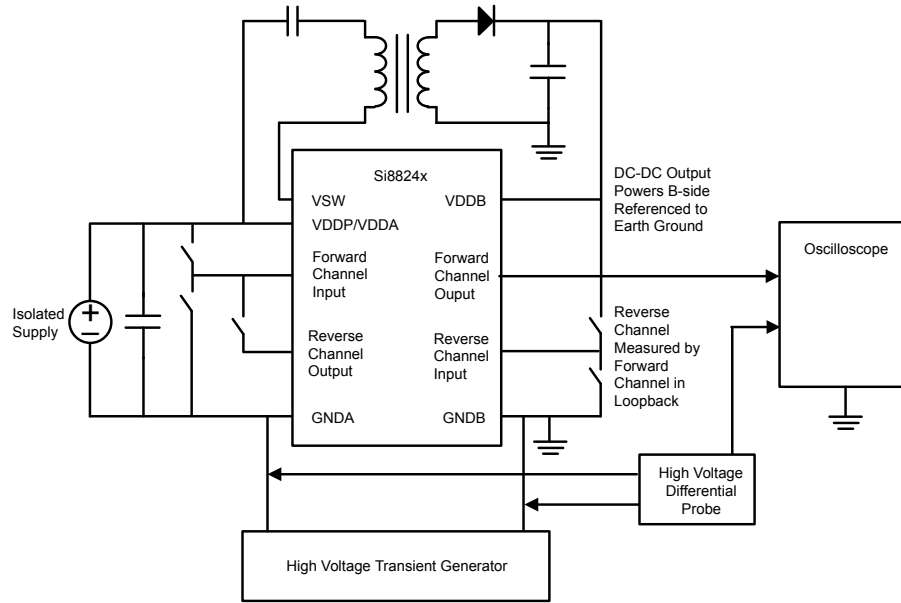 Si8824x
VSW
VDDB
VDDP/VDDA
Forward
Channel
Input
Forward
Channel
Ouput
Reverse
Channel
Output
Reverse
Channel
Input
GNDA
GNDB
Isolated
Supply
+
−
DC-DC Output
Powers B-side
Referenced to
Earth Ground
Oscilloscope
Reverse
Channel
Measured by
Forward
Channel in
Loopback
High Voltage
Differential
Probe
High Voltage Transient Generator